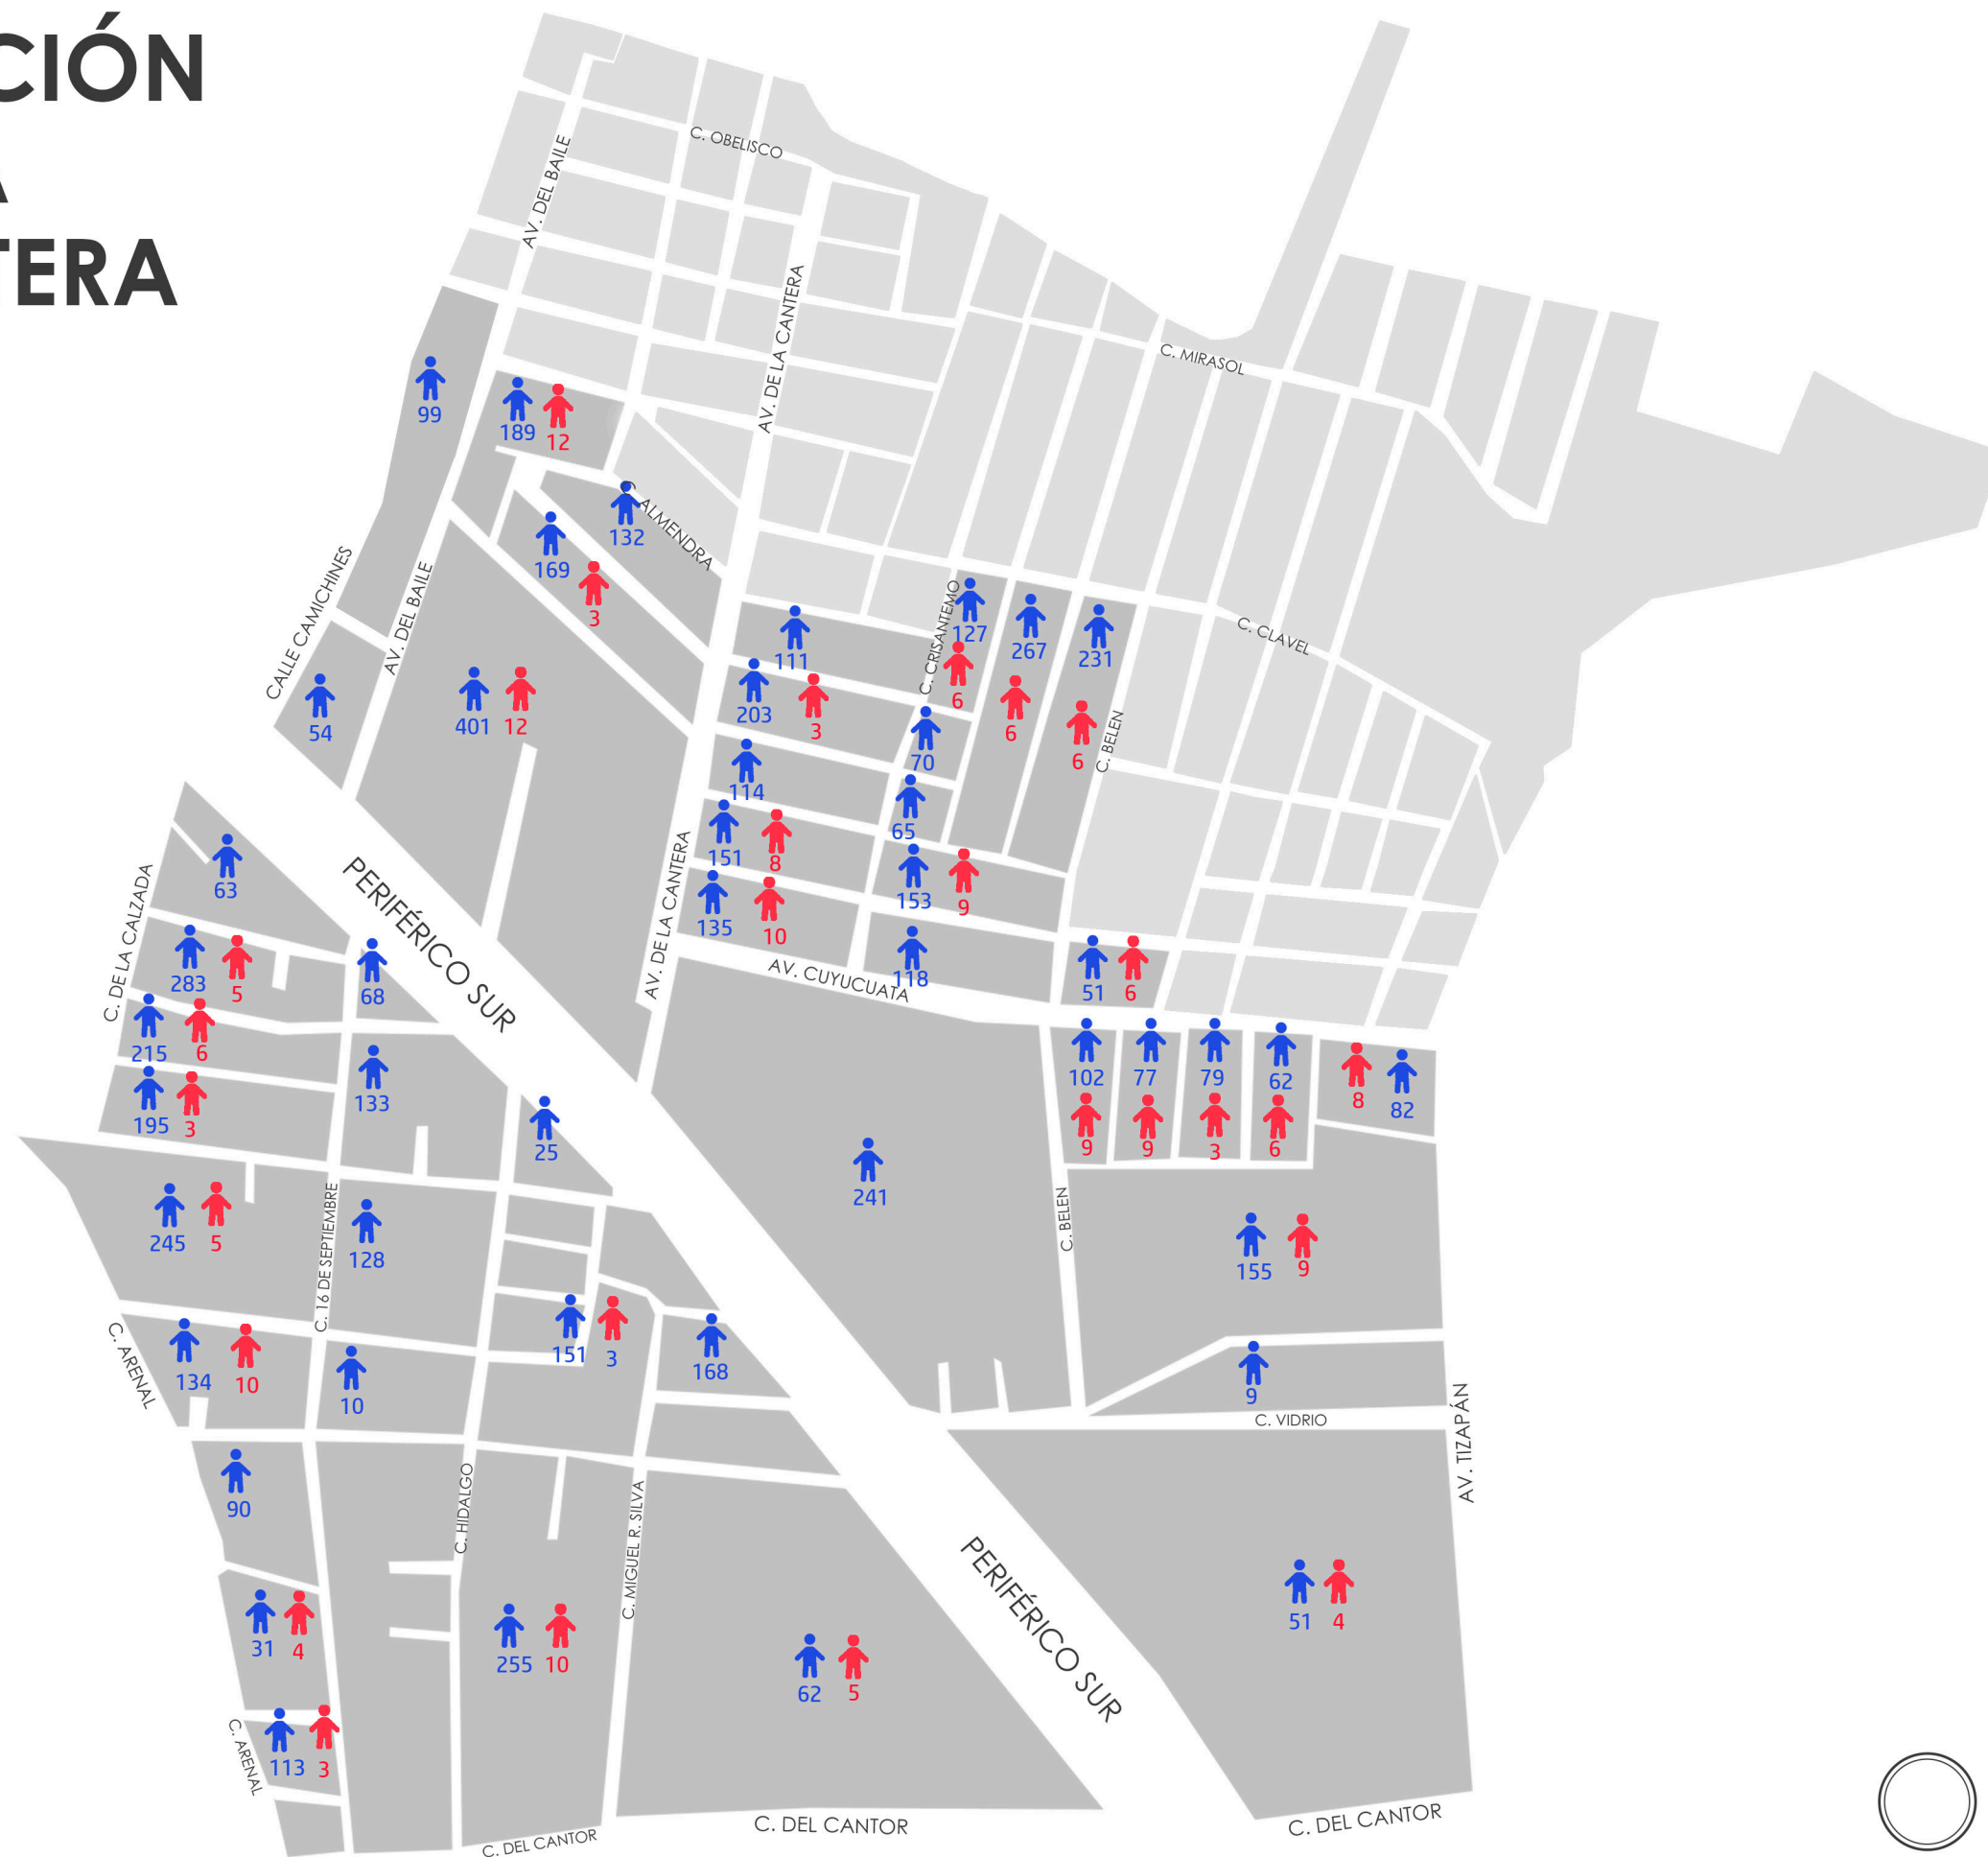 CIÓN
A
TERA
C. OBELISCO
AV. DEL BAILE
AV. DE LA CANTERA
C. MIRASOL
99
189
12
132
C. ALMENDRA
169
3
CALLE CAMICHINES
AV. DEL BAILE
54
401
12
111
C. CRISANTEMO
127
6
267
6
231
6
C. BELEN
C. CLAVEL
203
3
70
114
65
151
8
153
9
135
10
118
AV. DE LA CANTERA
AV. CUYUCUATA
51
6
63
C. DE LA CALZADA
PERIFÉRICO SUR
283
5
68
215
6
195
3
133
25
102
77
79
62
8
82
9
9
3
6
241
C. BELEN
155
9
245
5
C. 16 DE SEPTIEMBRE
128
C. ARENAL
134
10
10
151
3
168
9
C. VIDRIO
AV. TIZAPÁN
90
C. HIDALGO
C. MIGUEL R. SILVA
PERIFÉRICO SUR
31
4
255
10
62
5
51
4
113
3
C. ARENAL
C. DEL CANTOR
C. DEL CANTOR
C. DEL CANTOR